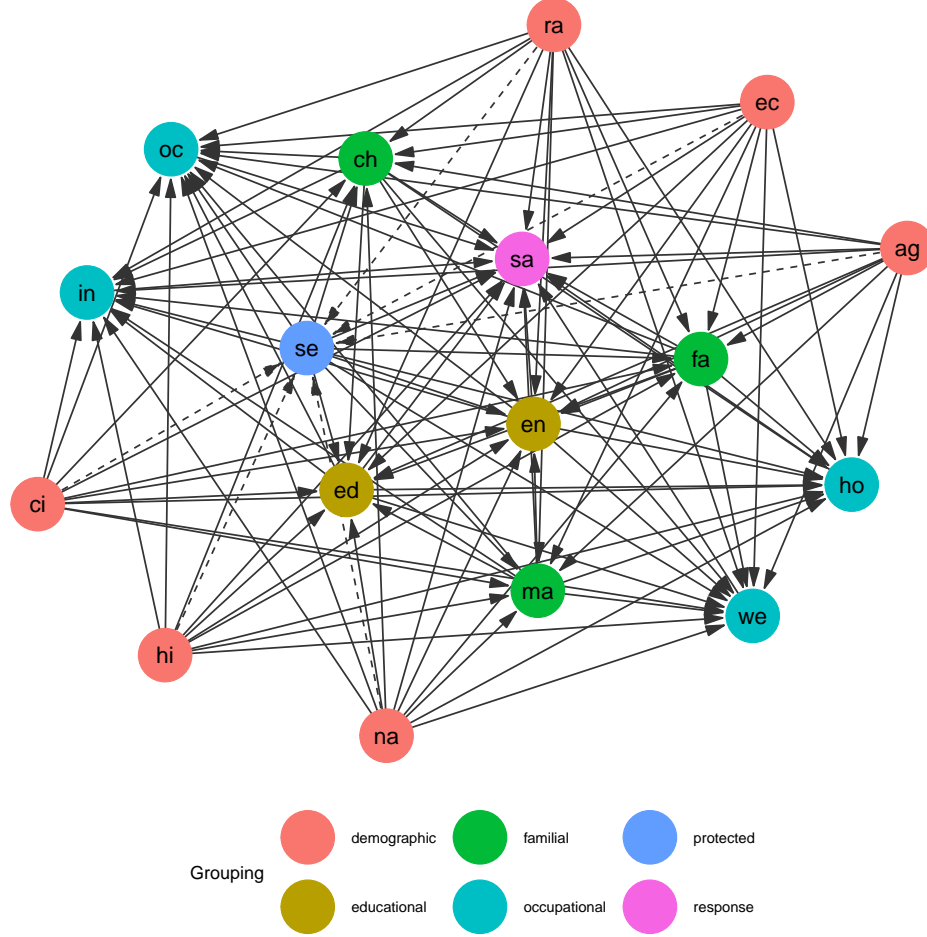 ra
ec
oc
ch
ag
sa
in
se
fa
en
ed
ho
ci
ma
we
hi
na
demographic familial protected
Grouping
educational occupational response